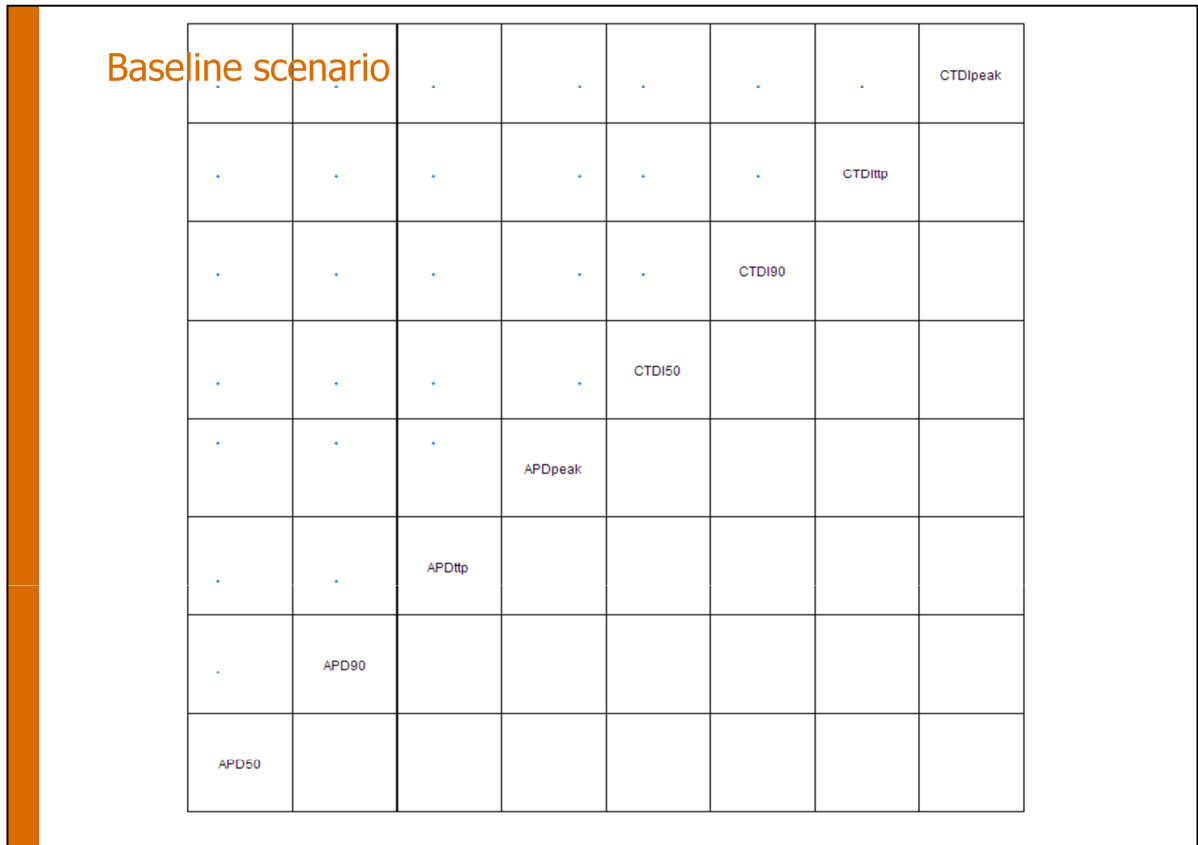 Baseline scenario
CTDIpeak
CTDIttp
CTDI90
CTDI50
APDpeak
APDttp
APD90
APD50